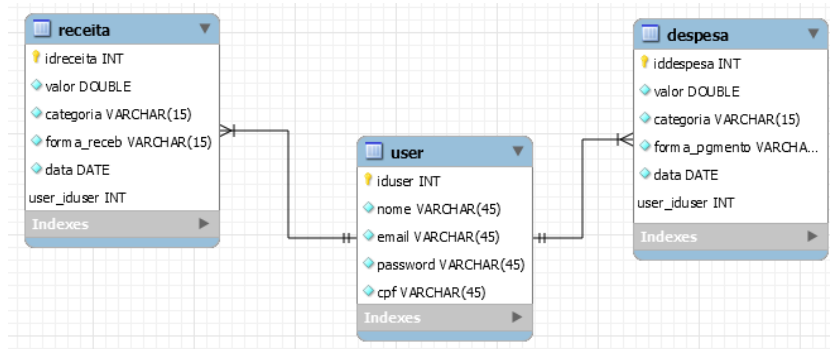 receita
idreceita INT
valor DOUBLE
categoria VARCHAR(15)
forma_receb VARCHAR(15)
data DATE
user_iduser INT
Indexes
user
iduser INT
nome VARCHAR(45)
email VARCHAR(45)
password VARCHAR(45)
cpf VARCHAR(45)
Indexes
despesa
iddespesa INT
valor DOUBLE
categoria VARCHAR(15)
forma_pgmento VARCHA...
data DATE
user_iduser INT
Indexes